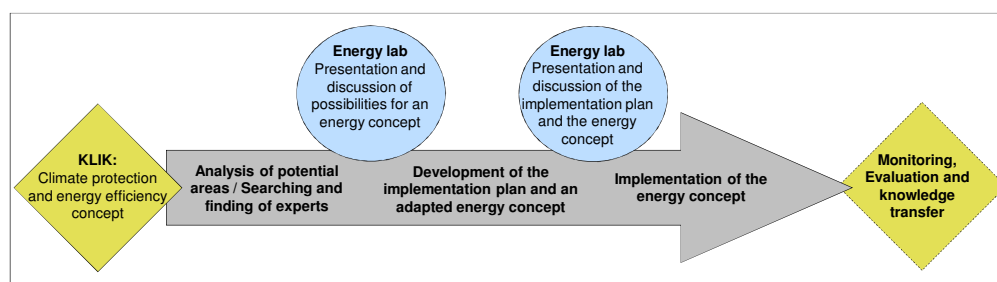 Energy lab
Presentation and
discussion of
possibilities for an
energy concept
Energy lab
Presentation and
discussion of the
implementation plan
and the energy
concept
KLIK:
Climate protection
and energy efficiency
concept
Analysis of potential
areas / Searching and
finding of experts
Development of the
implementation plan and an
adapted energy concept
Implementation of the
energy concept
Monitoring,
Evaluation and
knowledge
transfer